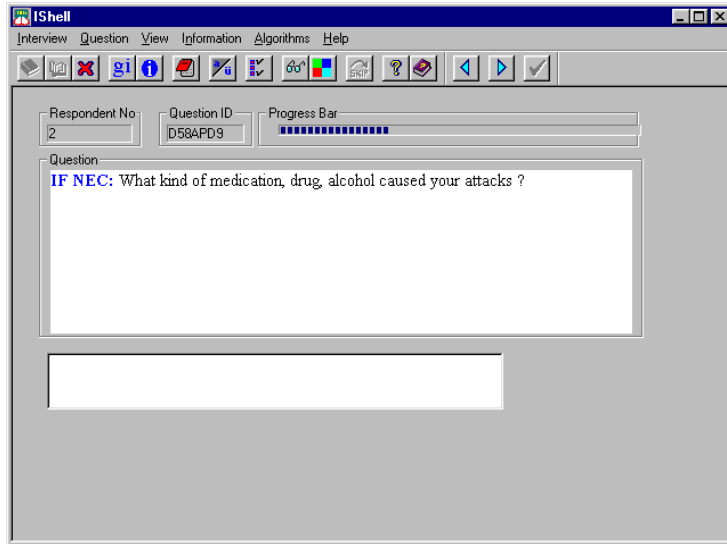 IShell
Interview Question View Information Algorithms Help
gi i a/ü SKIP ?
Respondent No Question ID Progress Bar
2 D58APD9
Question
IF NEC: What kind of medication, drug, alcohol caused your attacks ?